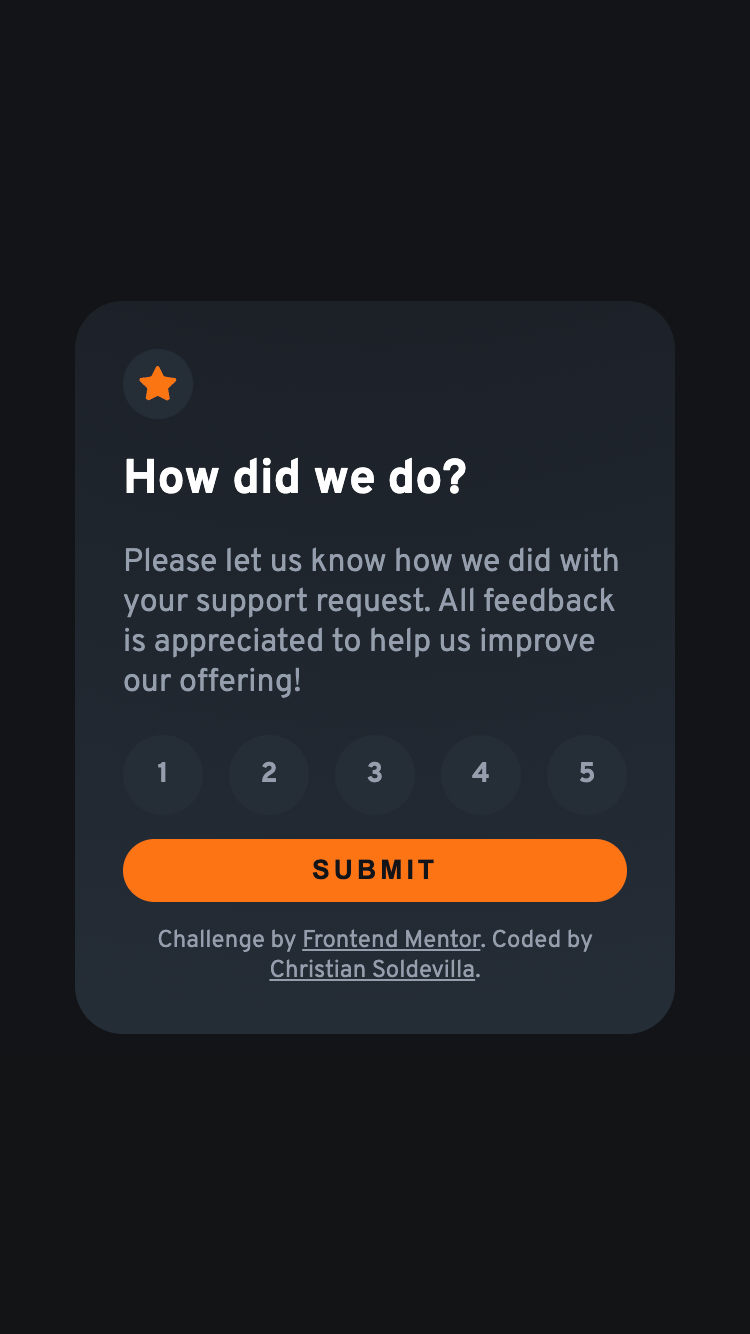 How did we do?
Please let us know how we did with
your support request. All feedback
is appreciated to help us improve
our offering!
1 2 3 4 5
SUBMIT
Challenge by Frontend Mentor. Coded by
Christian Soldevilla.